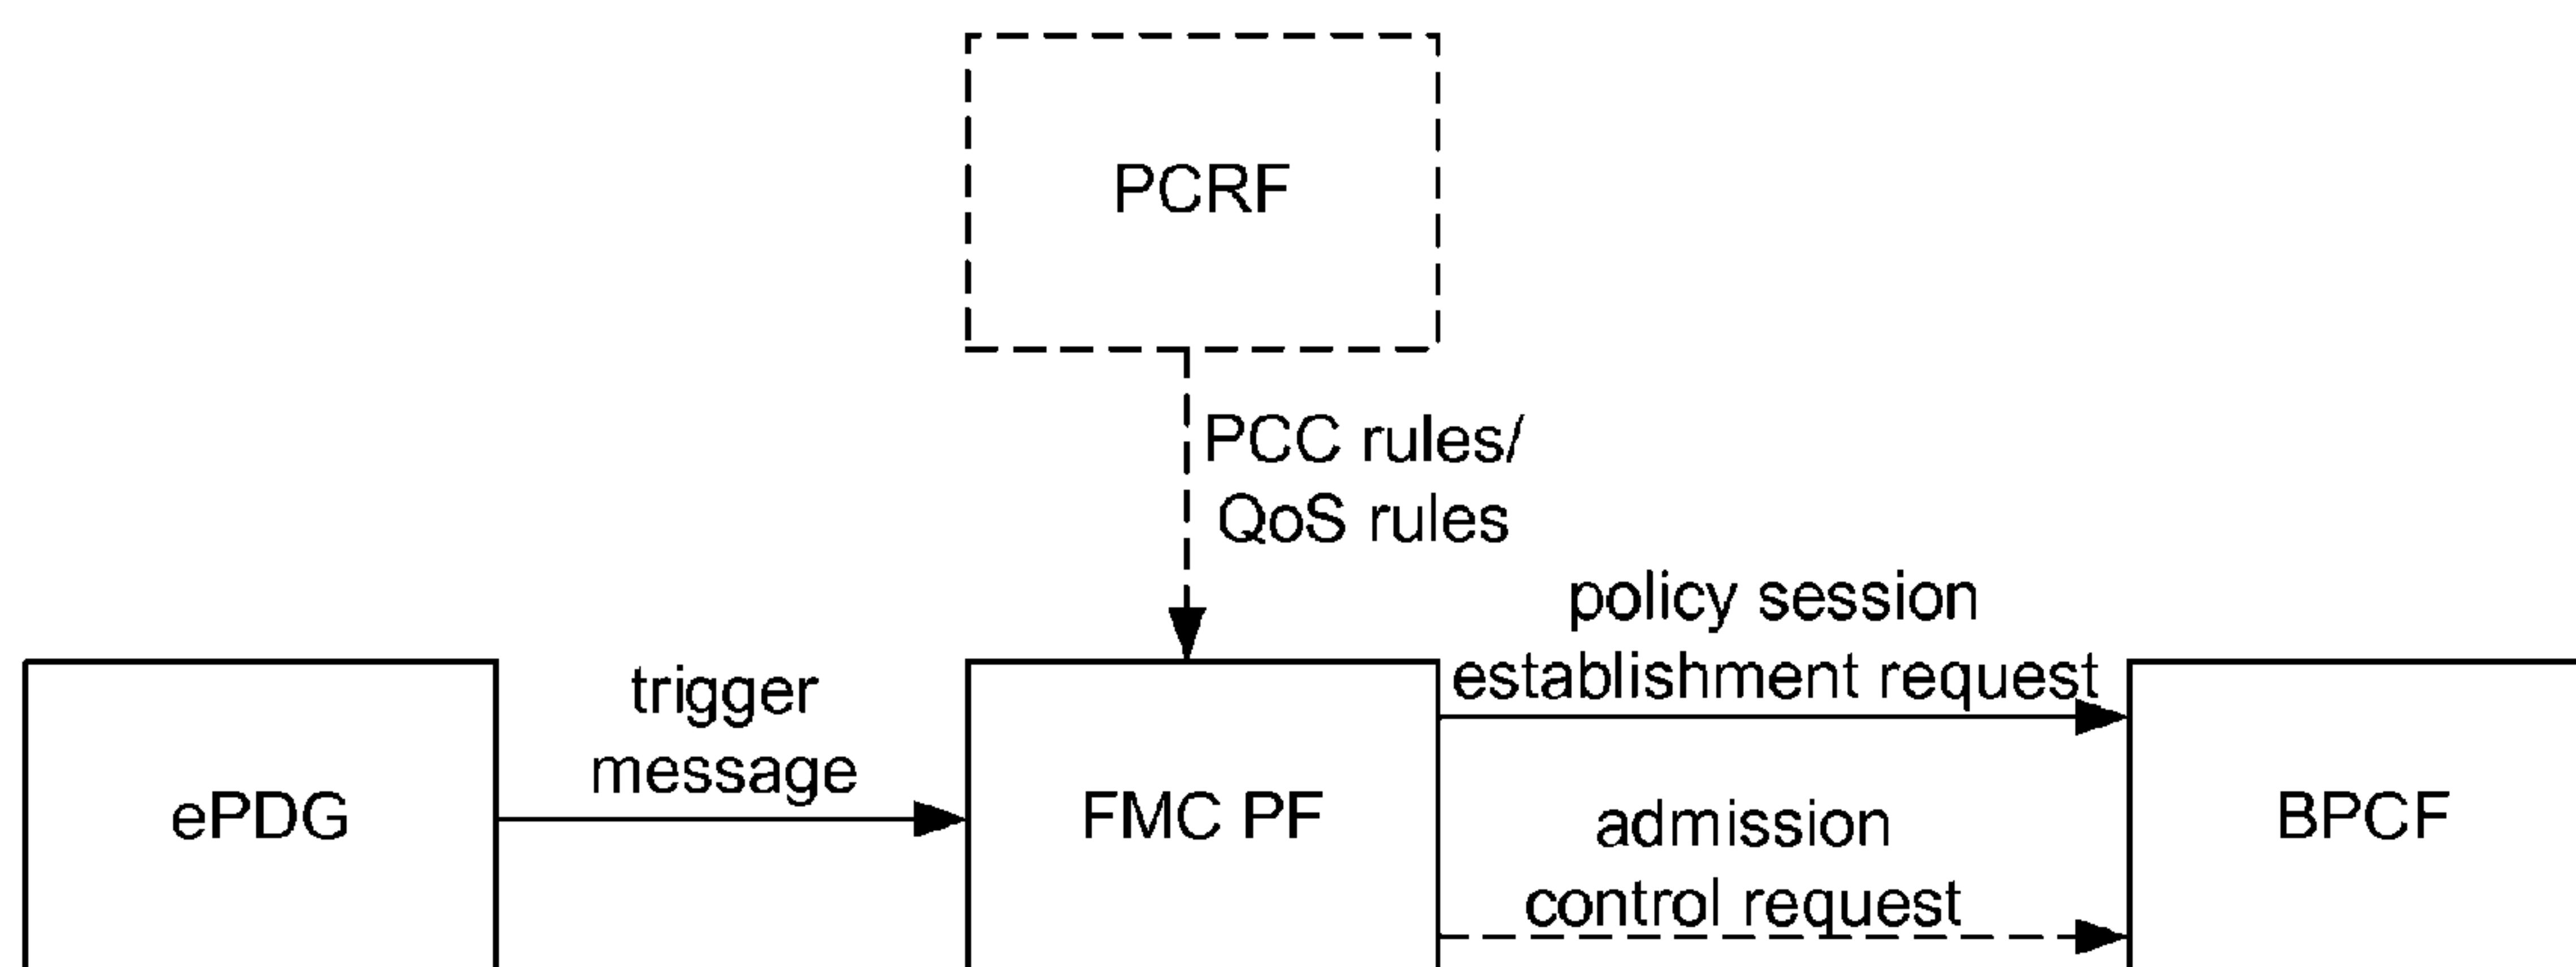 PCRF
PCC rules/
QoS rules
policy session
establishment request
trigger
message
ePDG
FMC PF
admission
control request
BPCF